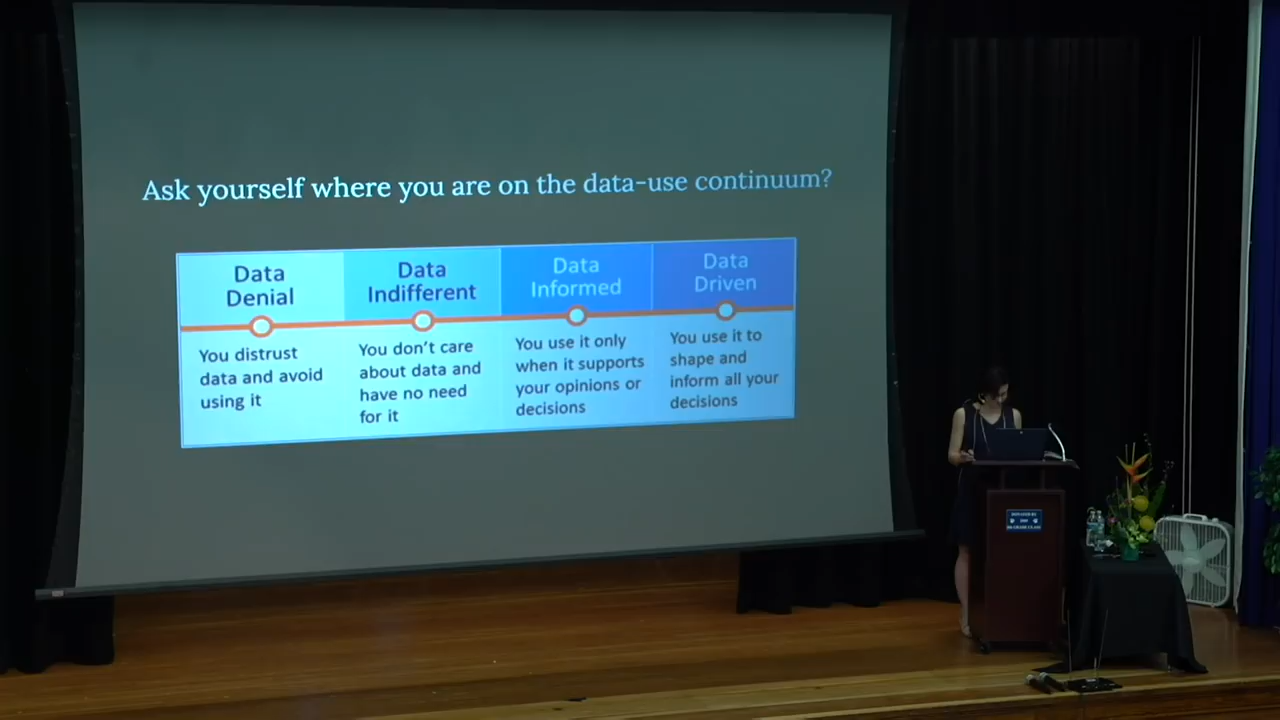 Ask yourself where you are on the data-use continuum?
Data
Denial
Data
Indifferent
Data
Informed
Data
Driven
You distrust
data and avoid
using it
You don't care
about data and
have no need
for it
You use it only
when it supports
your opinions or
decisions
You use it to
shape and
inform all your
decisions
DONATED BY